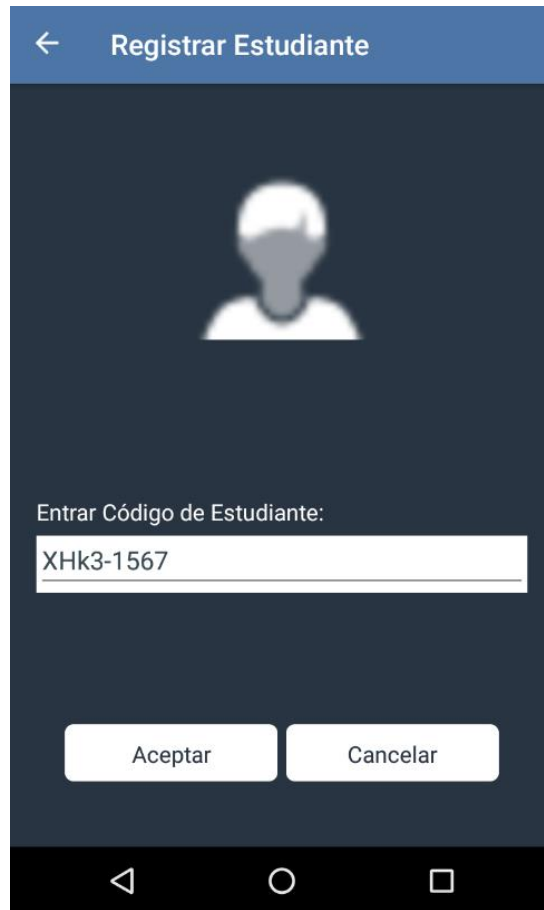 Registrar Estudiante
Entrar Código de Estudiante:
XHk3-1567
Aceptar
Cancelar